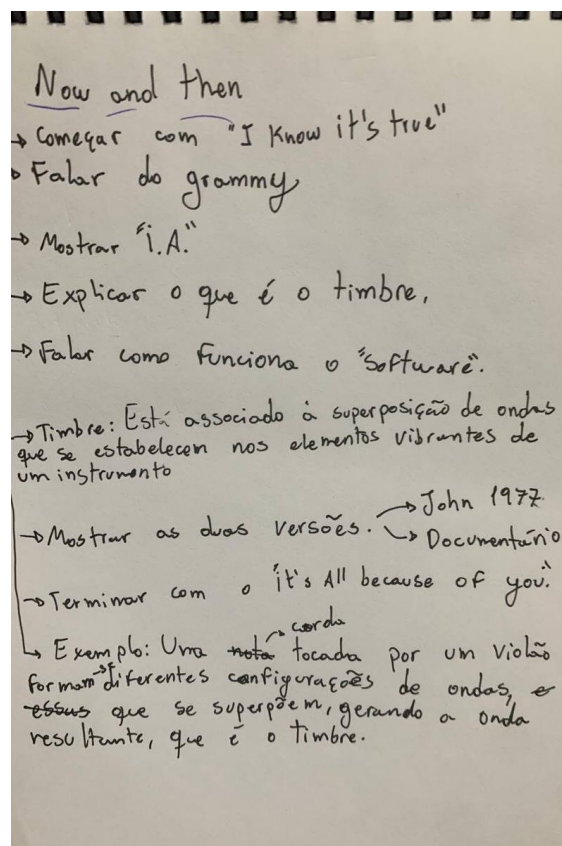 Now and then
→ Começar com "I know it's true"
→ Falar do grammy
→ Mostrar "i.A."
→ Explicar o que é o timbre.
→ Falar como funciona o "Software".
→ Timbre: Está associado à superposição de ondas
que se estabelecem nos elementos vibrantes de
um instrumento
→ Mostrar as duas versões. → John 1977
→ Documentário
→ Terminar com o "it's All because of you."
→ corda
↳ Exemplo: Uma nota tocada por um violão
formam → diferentes configurações de ondas, e
essus que se superpõem, gerando a onda
resultante, que é o timbre.